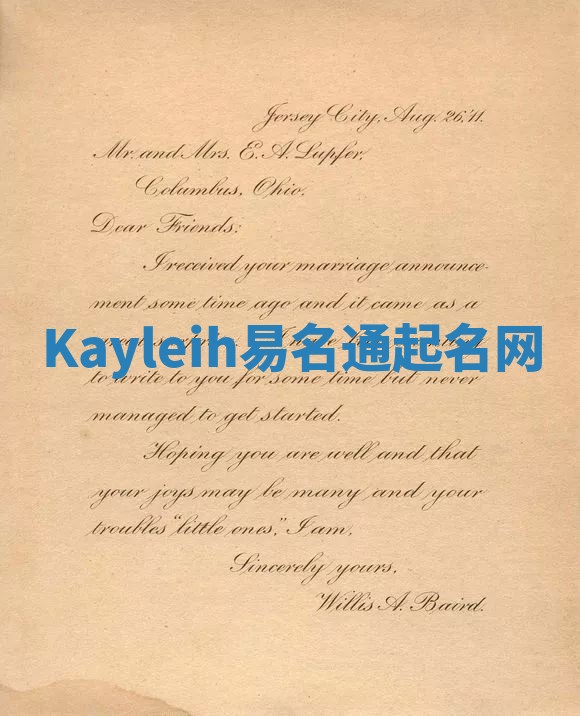 Jersey City, Aug. 26, '11.
Mr. and Mrs. E. A. Lupfer,
Columbus, Ohio.
Dear Friends:
I received your marriage announce-
ment some time ago and it came as a
Kayleih易名通起名网
to write to you for some time but never
managed to get started.
Hoping you are well and that
your joys may be many and your
troubles "little ones," I am,
Sincerely yours,
Willis A. Baird.